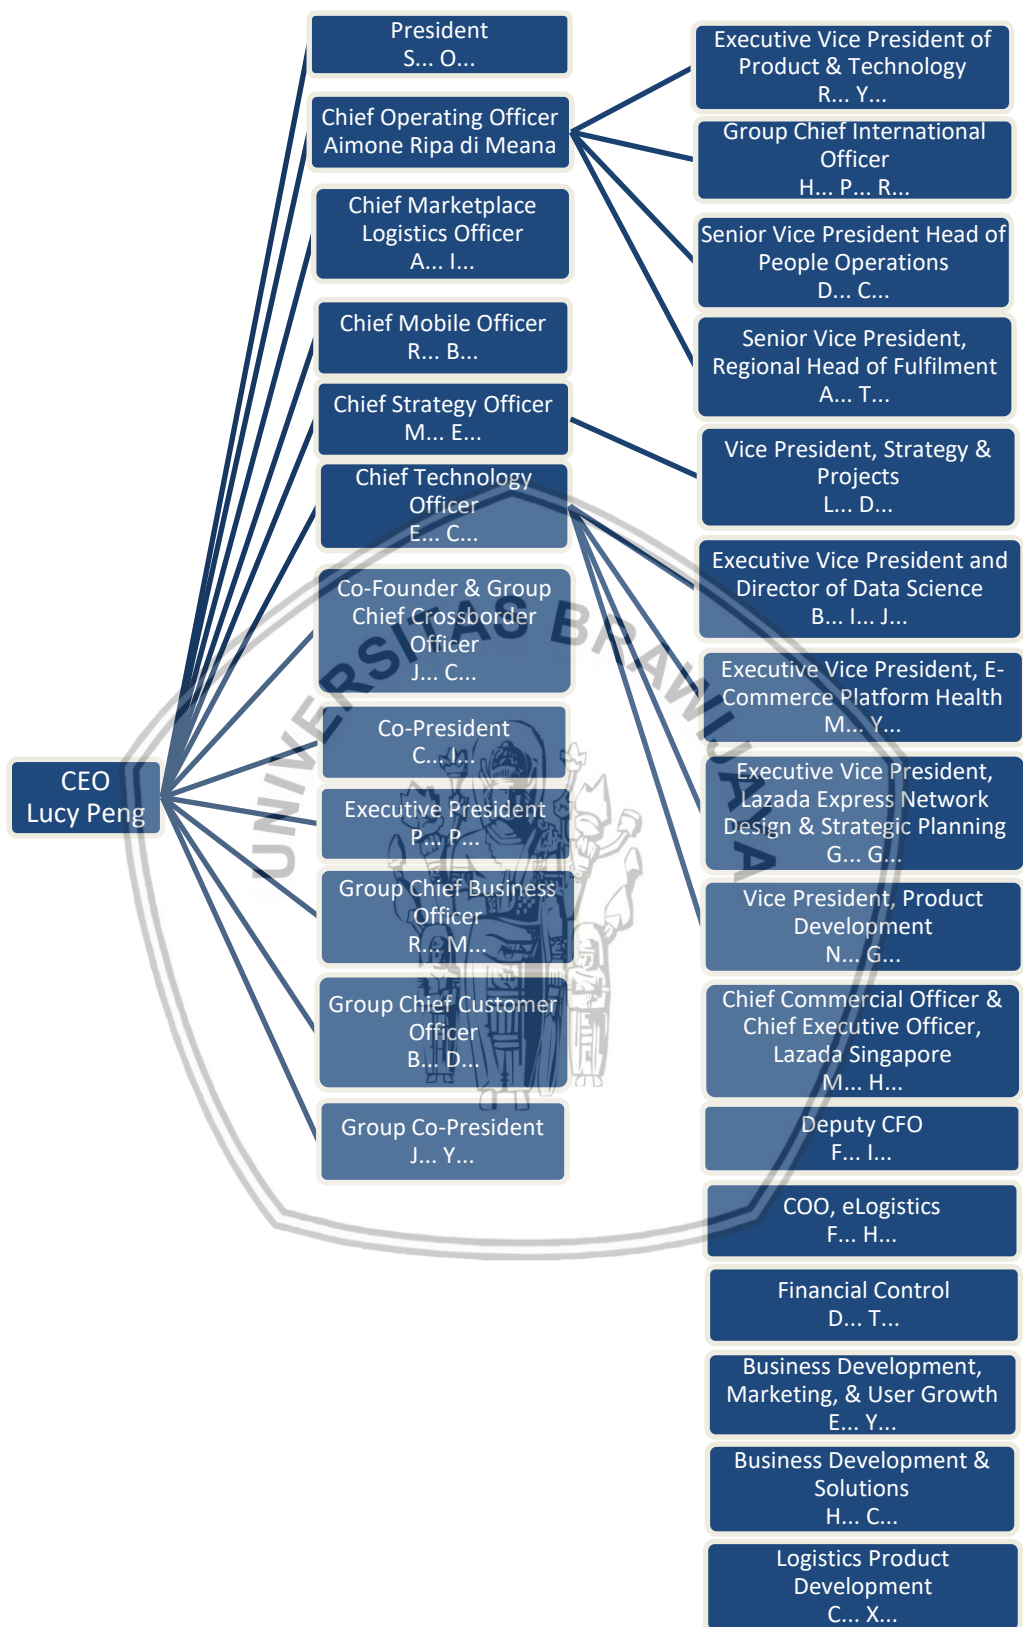 President
S... O...
Chief Operating Officer
Aimone Ripa di Meana
Chief Marketplace
Logistics Officer
A... I...
Chief Mobile Officer
R... B...
Chief Strategy Officer
M... E...
Chief Technology
Officer
E... C...
Co-Founder & Group
Chief Crossborder
Officer
J... C...
Co-President
C... I...
CEO
Lucy Peng
Executive President
P... P...
Group Chief Business
Officer
R... M...
Group Chief Customer
Officer
B... D...
Group Co-President
J... Y...
Executive Vice President of
Product & Technology
R... Y...
Group Chief International
Officer
H... P... R...
Senior Vice President Head of
People Operations
D... C...
Senior Vice President,
Regional Head of Fulfilment
A... T...
Vice President, Strategy &
Projects
L... D...
Executive Vice President and
Director of Data Science
B... I... J...
Executive Vice President, E-
Commerce Platform Health
M... Y...
Executive Vice President,
Lazada Express Network
Design & Strategic Planning
G... G...
Vice President, Product
Development
N... G...
Chief Commercial Officer &
Chief Executive Officer,
Lazada Singapore
M... H...
Deputy CFO
F... I...
COO, eLogistics
F... H...
Financial Control
D... T...
Business Development,
Marketing, & User Growth
E... Y...
Business Development &
Solutions
H... C...
Logistics Product
Development
C... X...
UNIVERSITAS BRAWIJAYA